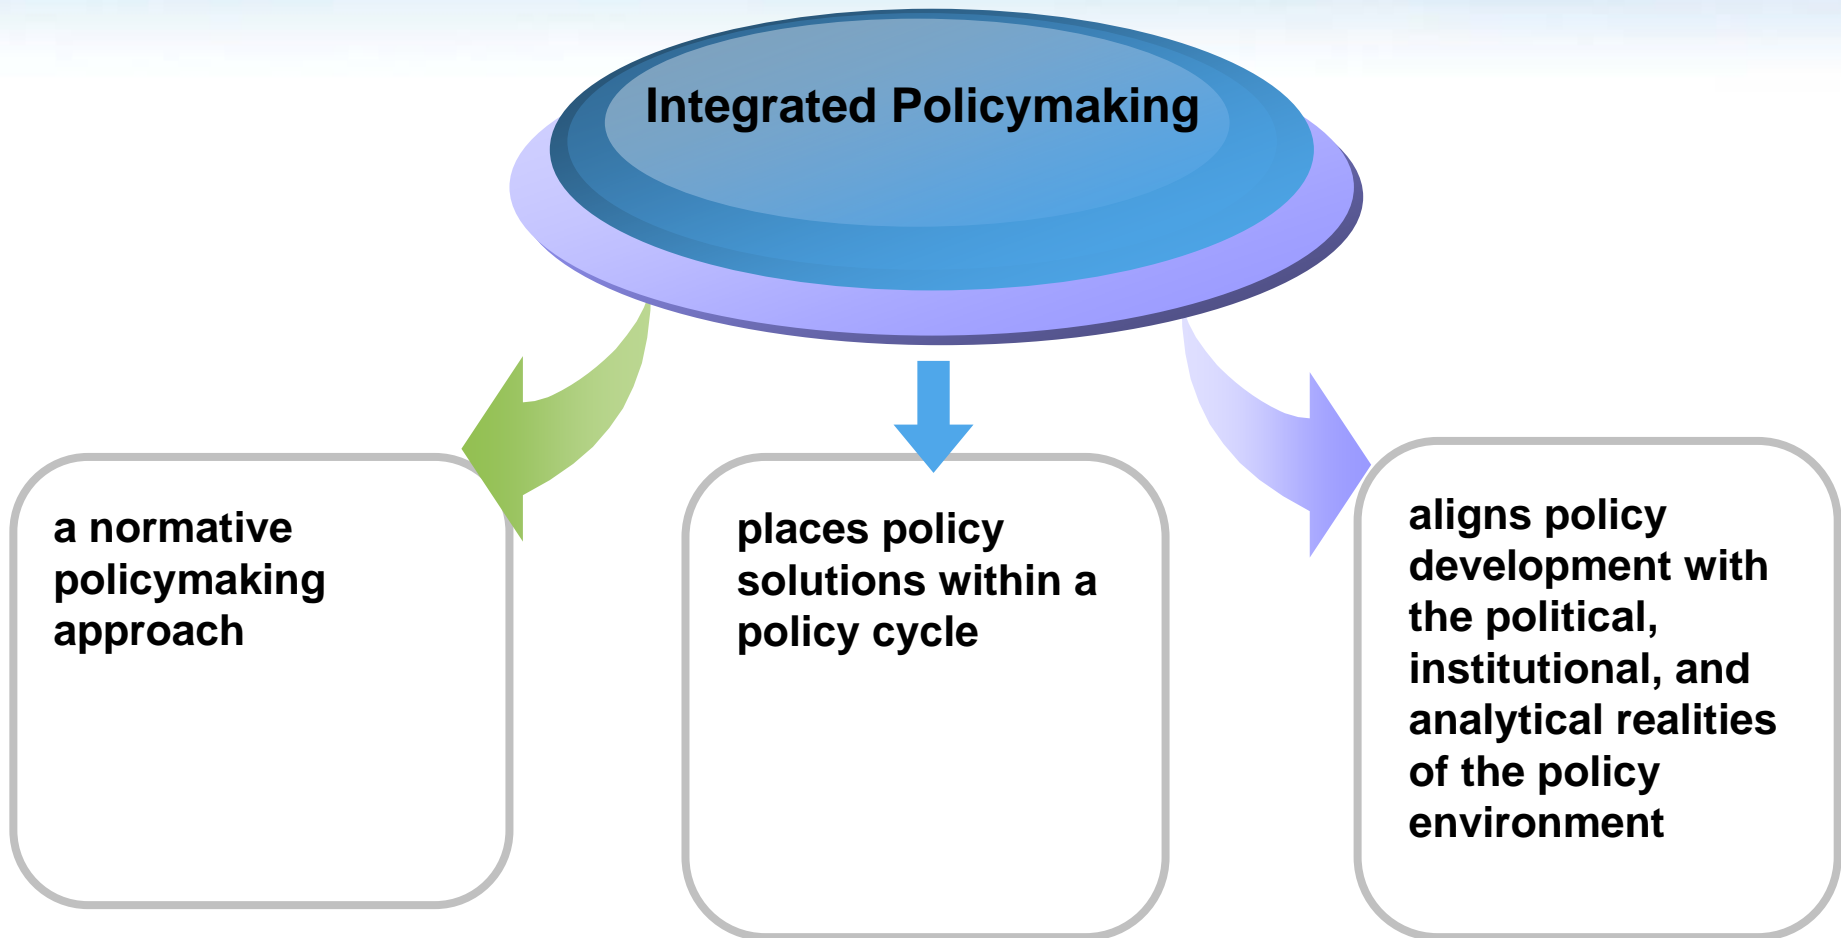 Integrated Policymaking
a normative
policymaking
approach
places policy
solutions within a
policy cycle
aligns policy
development with
the political,
institutional, and
analytical realities
of the policy
environment